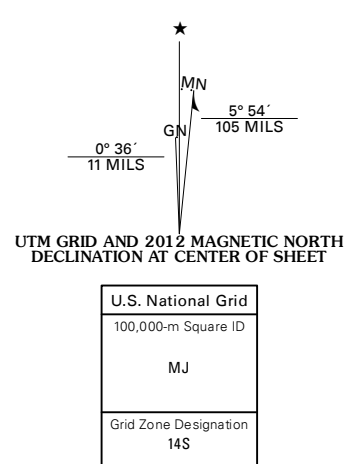 ★
MN
GN
5° 54´
105 MILS
0° 36´
11 MILS
UTM GRID AND 2012 MAGNETIC NORTH
DECLINATION AT CENTER OF SHEET
U.S. National Grid
100,000-m Square ID
MJ
Grid Zone Designation
14S